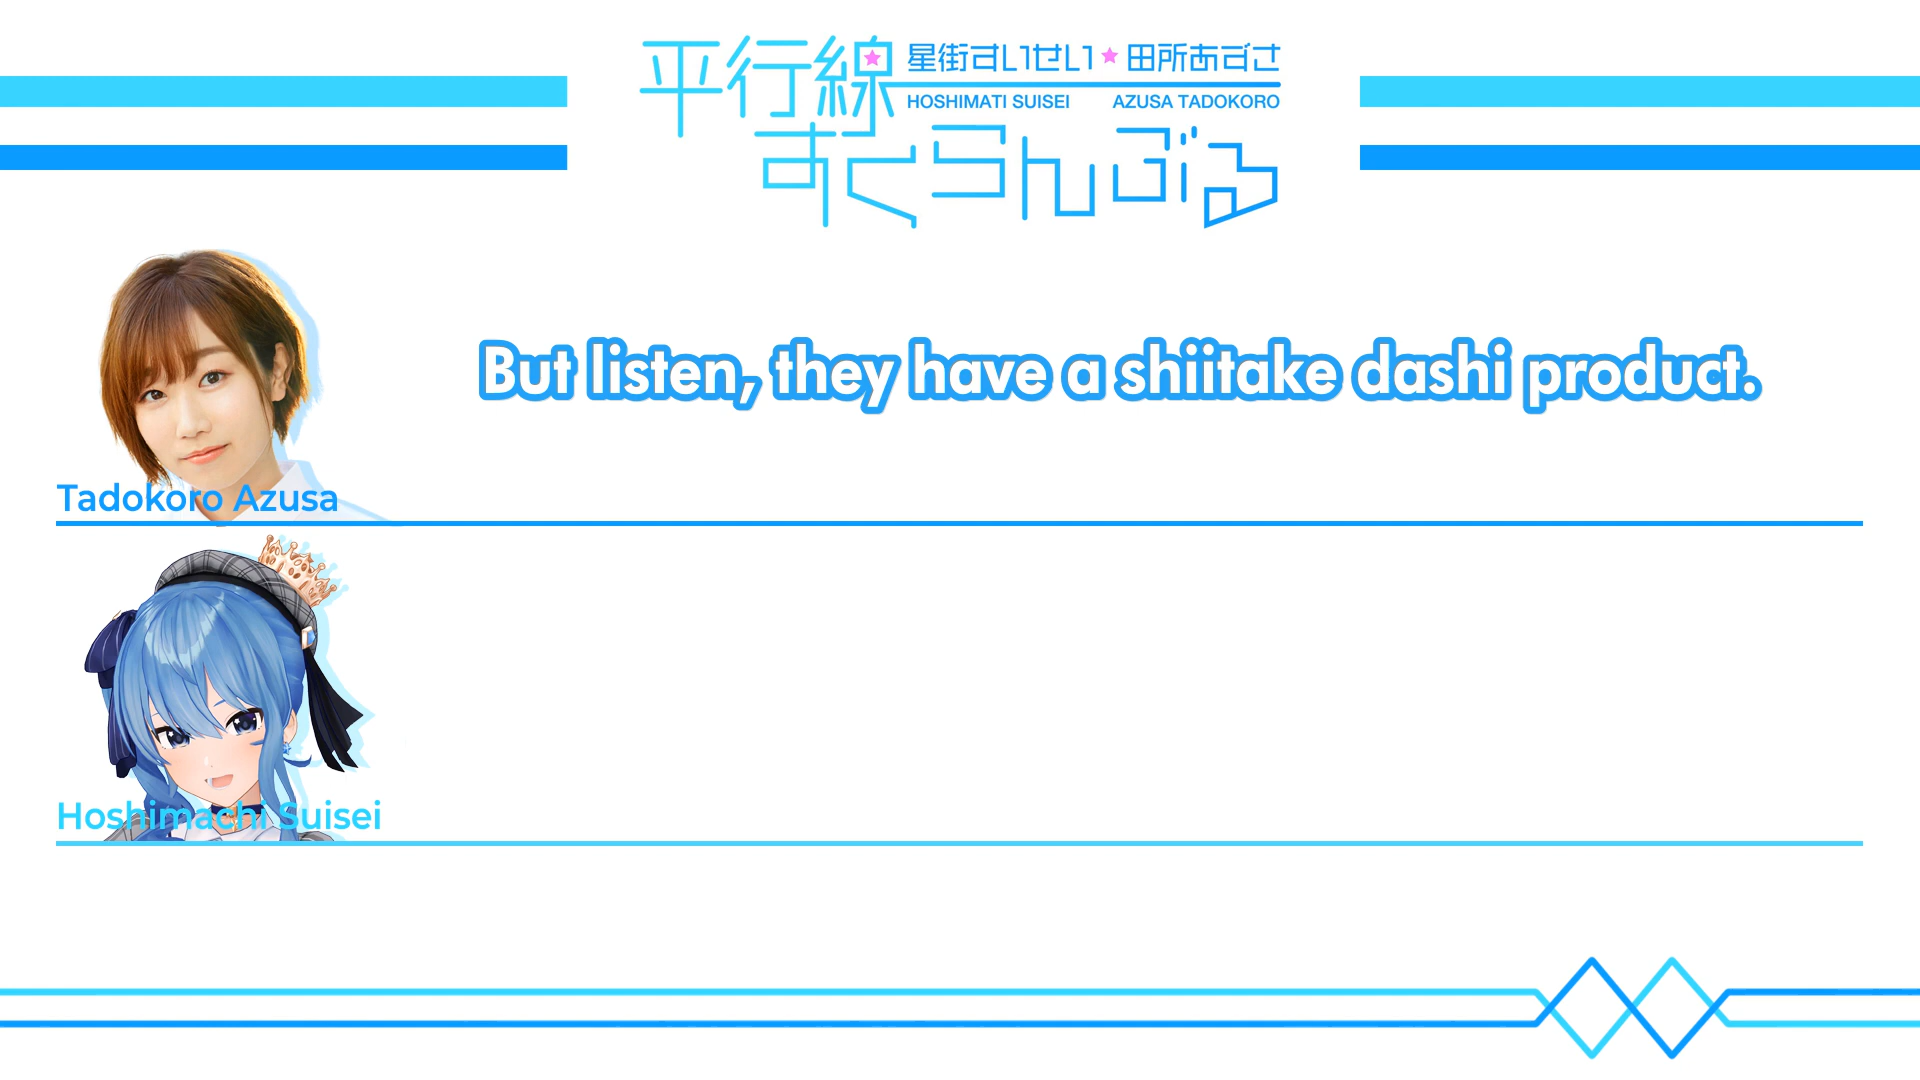 平行線
星街すいせい★田所あずさ
HOSHIMATI SUISEI AZUSA TADOKORO
すくらんぶる
But listen, they have a shiitake dashi product.
Tadokoro Azusa
Hoshimachi Suisei